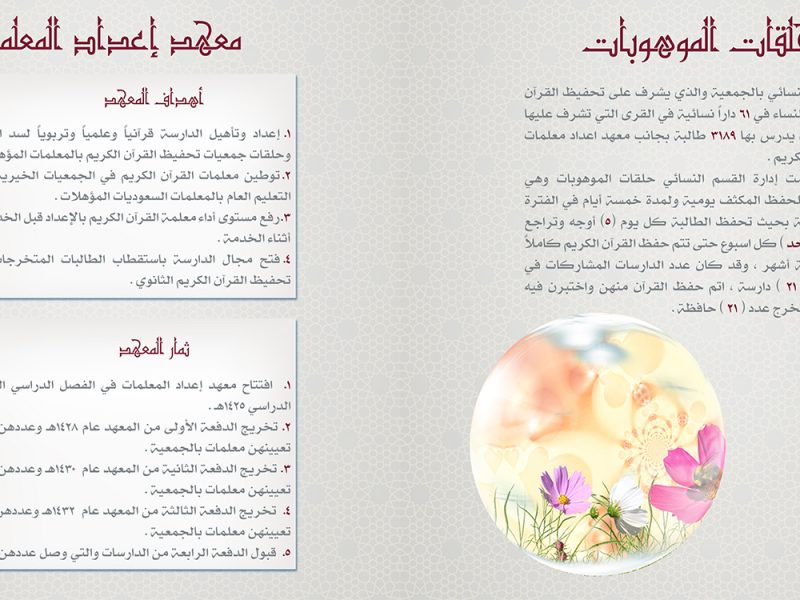 حلقات الموهوبات
نسائي بالجمعية والذي يشرف على تحفيظ القرآن
لنساء في ٦١ داراً نسائية في القرى التي تشرف عليها
يدرس بها ٣١٨٩ طالبة بجانب معهد اعداد معلمات
كريم .
ت إدارة القسم النسائي حلقات الموهوبات وهي
لحفظ المكثف يومية ولمدة خمسة أيام في الفترة
ة بحيث تحفظ الطالبة كل يوم (٥) أوجه وتراجع
حد ) كل اسبوع حتى تتم حفظ القرآن الكريم كاملاً
ة أشهر ، وقد كان عدد الدارسات المشاركات في
٢١ ) دارسة ، اتم حفظ القرآن منهن واختبرن فيه
تخرج عدد ( ٢١ ) حافظة .
معهد إعداد المعلم
أهداف المعهد
١. إعداد وتأهيل الدارسة قرآنياً وعلمياً وتربوياً لسد ا
وحلقات جمعيات تحفيظ القرآن الكريم بالمعلمات المؤه
٢. توطين معلمات القرآن الكريم في الجمعيات الخيري
التعليم العام بالمعلمات السعوديات المؤهلات .
٣. رفع مستوى أداء معلمة القرآن الكريم بالإعداد قبل الخد
أثناء الخدمة .
٤. فتح مجال الدارسة باستقطاب الطالبات المتخرجات
تحفيظ القرآن الكريم الثانوي .
ثمار المعهد
١. افتتاح معهد إعداد المعلمات في الفصل الدراسي ال
الدراسي ١٤٢٥هـ .
٢. تخريج الدفعة الأولى من المعهد عام ١٤٢٨هـ وعددهن
تعيينهن معلمات بالجمعية .
٣. تخريج الدفعة الثانية من المعهد عام ١٤٣٠هـ وعددهن
تعيينهن معلمات بالجمعية .
٤. تخريج الدفعة الثالثة من المعهد عام ١٤٣٢هـ وعددهن
تعيينهن معلمات بالجمعية .
٥. قبول الدفعة الرابعة من الدارسات والتي وصل عددهن